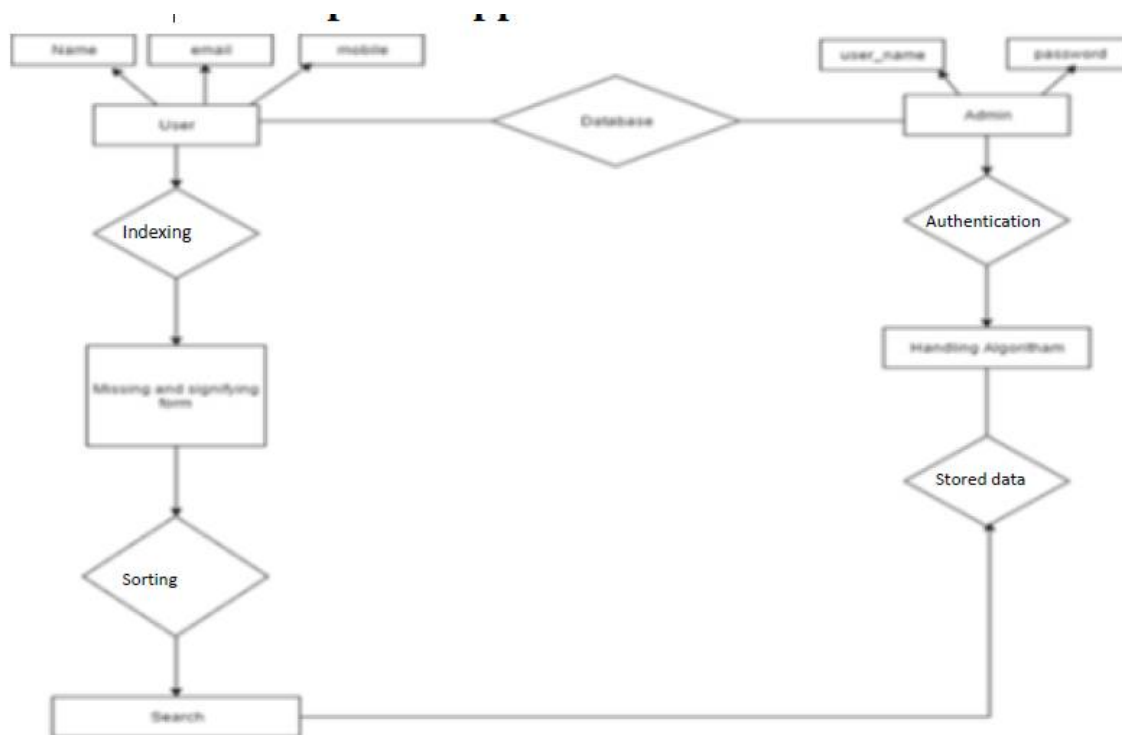 Name
email
mobile
user_name
password
User
Database
Admin
Indexing
Authentication
Missing and signifying
form
Handling Algoritham
Sorting
Stored data
Search